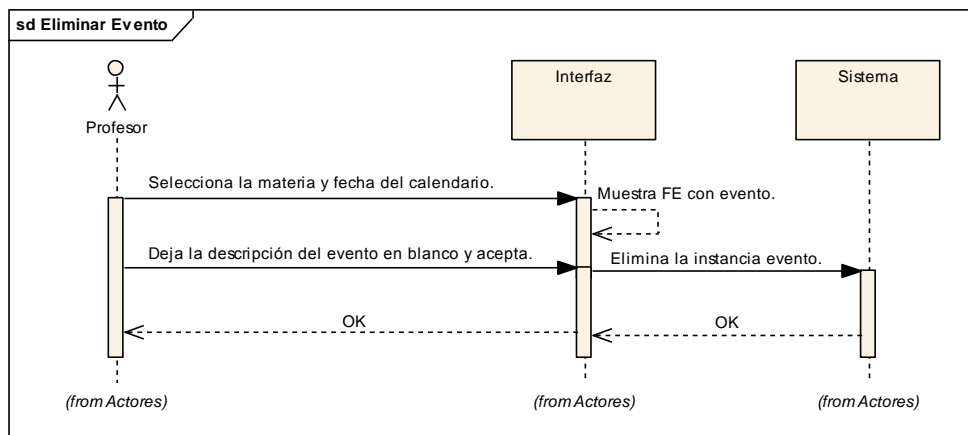 sd Eliminar Evento
Profesor
Interfaz
Sistema
Selecciona la materia y fecha del calendario.
Muestra FE con evento.
Deja la descripción del evento en blanco y acepta.
Elimina la instancia evento.
OK
OK
(from Actores)
(from Actores)
(from Actores)